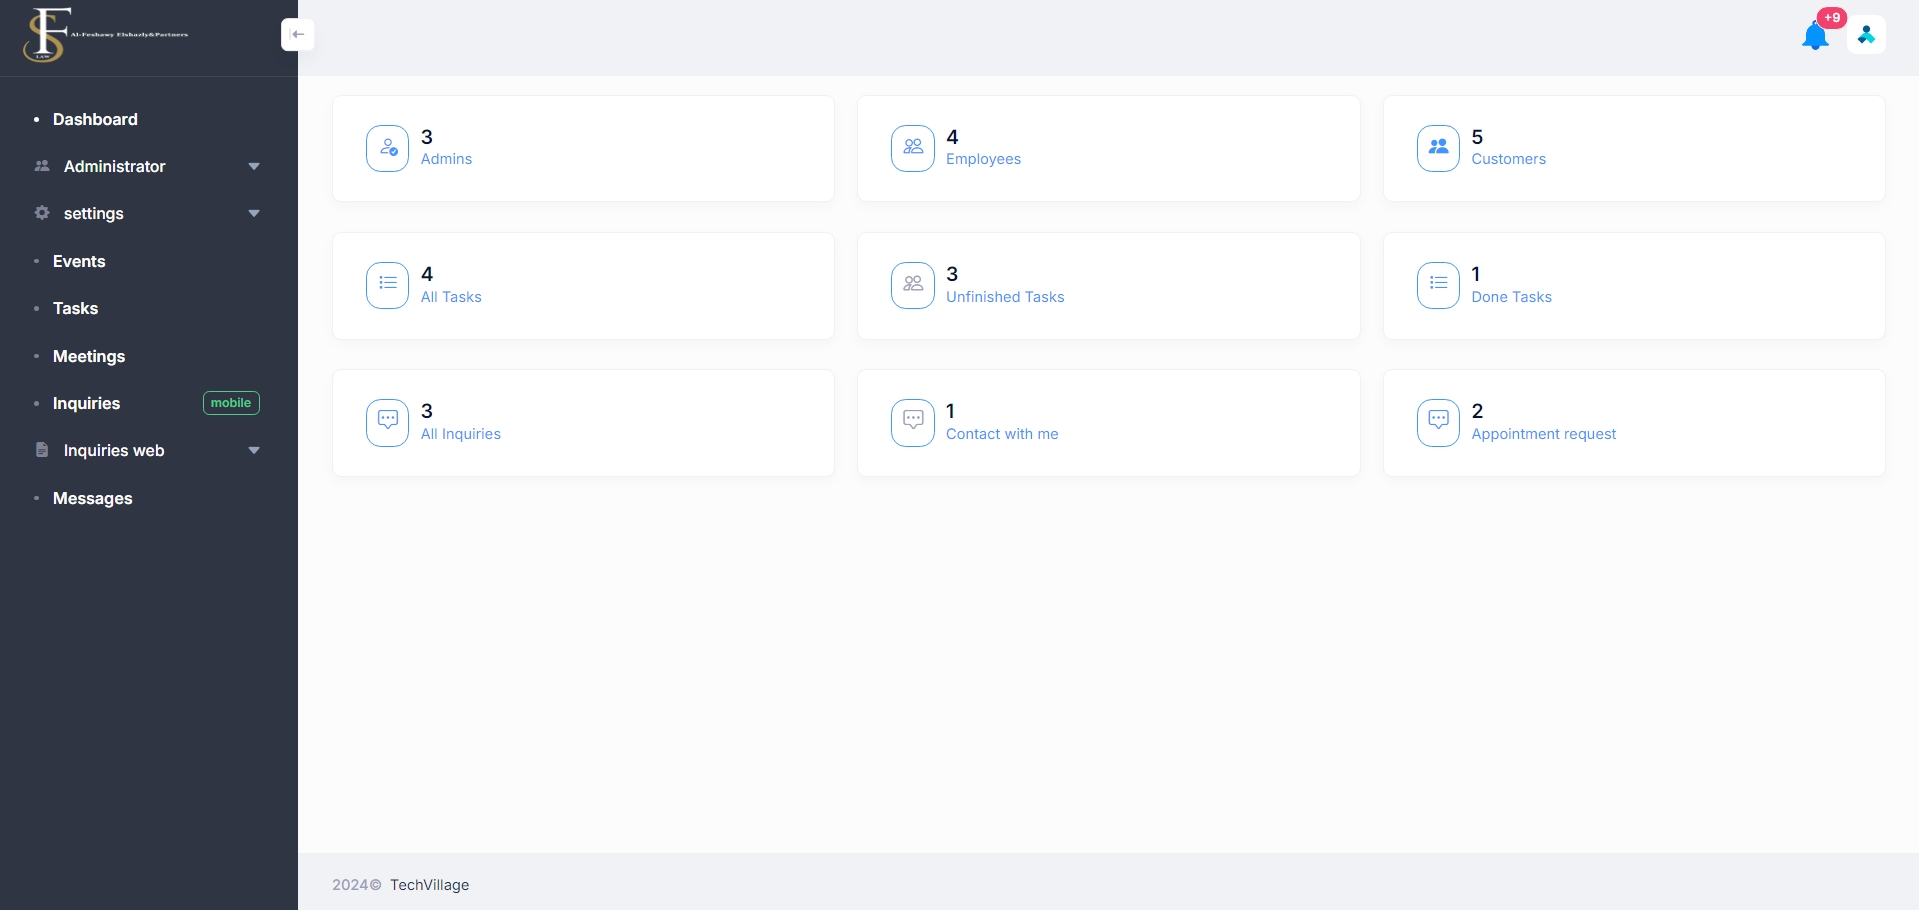 Al-Feshawy Elshazly&Partners
LAW
+9
Dashboard
Administrator
settings
Events
Tasks
Meetings
Inquiries mobile
Inquiries web
Messages
3
Admins
4
Employees
5
Customers
4
All Tasks
3
Unfinished Tasks
1
Done Tasks
3
All Inquiries
1
Contact with me
2
Appointment request
2024© TechVillage